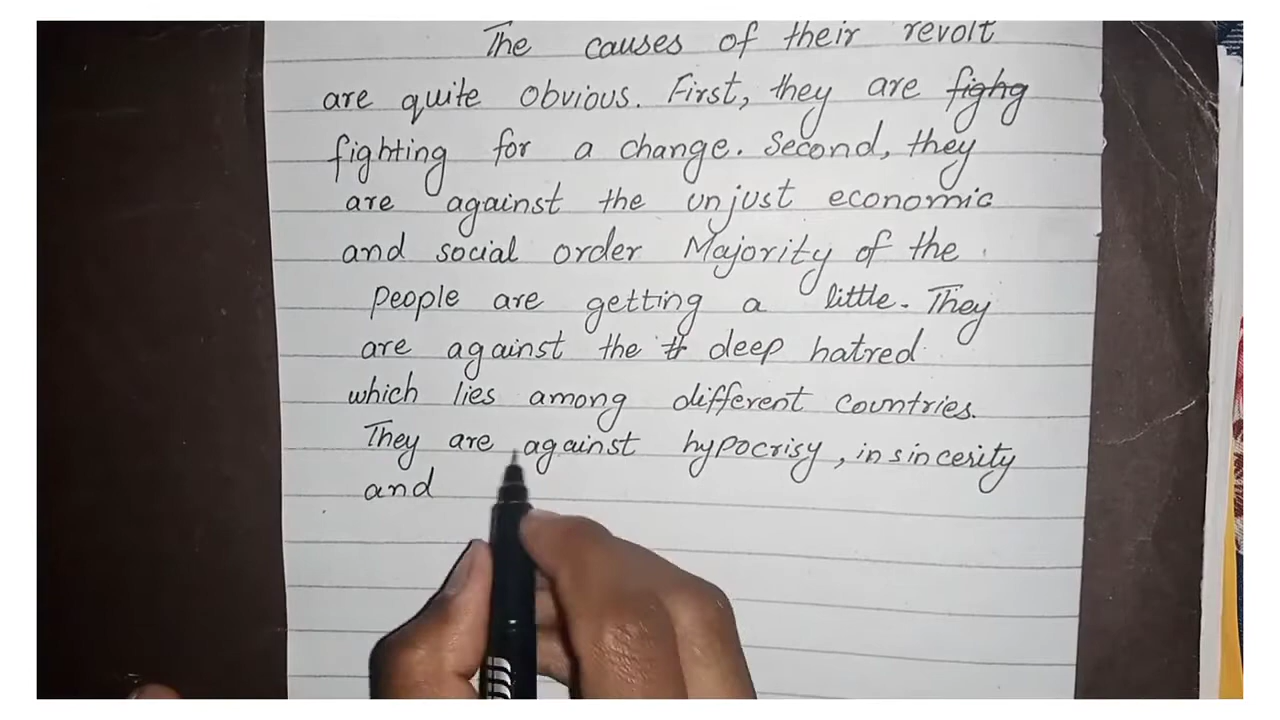 The causes of their revolt
are quite obvious. First, they are fighg
fighting for a change. Second, they
are against the unjust economic
and social order Majority of the
people are getting a little. They
are against the # deep hatred
which lies among different countries.
They are against hypocrisy, insincerity
and